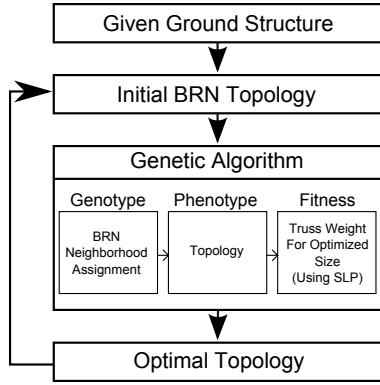 Given Ground Structure
Initial BRN Topology
Genetic Algorithm
Genotype
BRN
Neighborhood
Assignment
Phenotype
Topology
Fitness
Truss Weight
For Optimized
Size
(Using SLP)
Optimal Topology